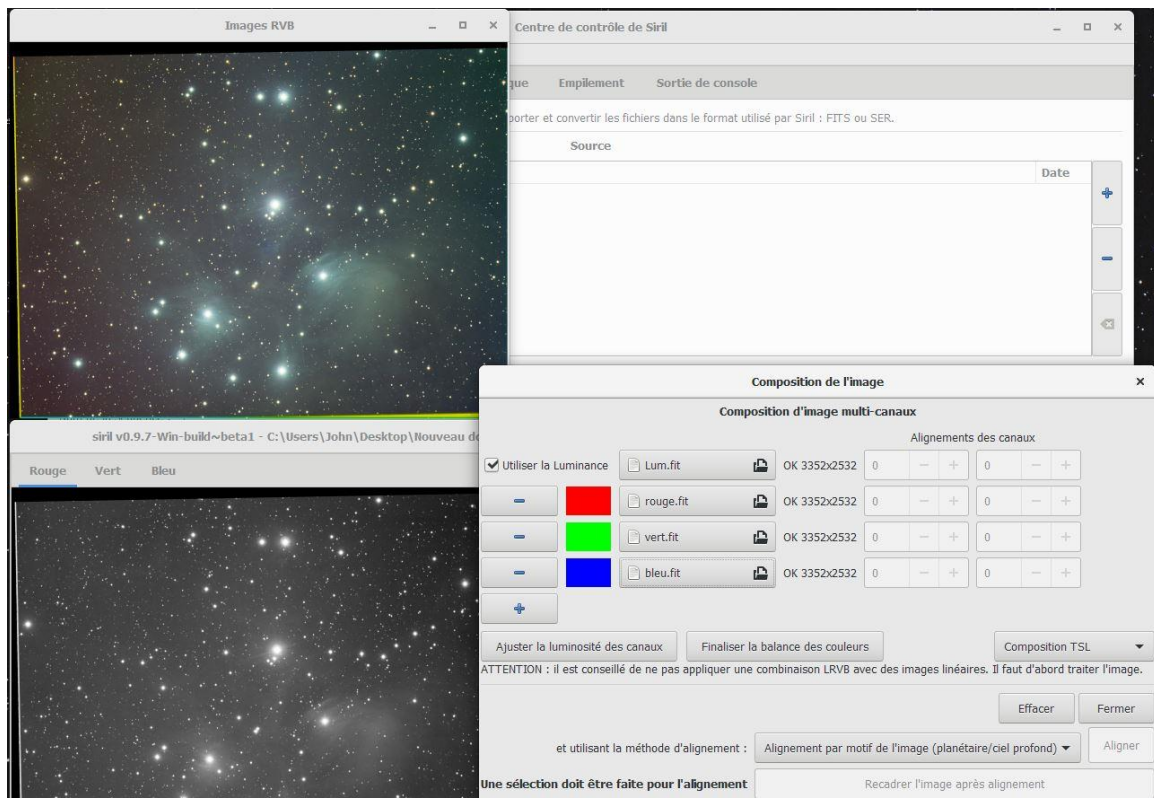 Images RVB
Centre de contrôle de Siril
que Empilement Sortie de console
porter et convertir les fichiers dans le format utilisé par Siril : FITS ou SER.
Source
Date
siril v0.9.7-Win-build~beta1 - C:\Users\John\Desktop\Nouveau do
Rouge Vert Bleu
Composition de l'image
Composition d'image multi-canaux
Alignements des canaux
Utiliser la Luminance Lum.fit OK 3352x2532 0 − + 0 − +
rouge.fit OK 3352x2532 0 − + 0 − +
vert.fit OK 3352x2532 0 − + 0 − +
bleu.fit OK 3352x2532 0 − + 0 − +
Ajuster la luminosité des canaux Finaliser la balance des couleurs Composition TSL
ATTENTION : il est conseillé de ne pas appliquer une combinaison LRVB avec des images linéaires. Il faut d'abord traiter l'image.
Effacer Fermer
et utilisant la méthode d'alignement : Alignement par motif de l'image (planétaire/ciel profond) Aligner
Une sélection doit être faite pour l'alignement Recadrer l'image après alignement